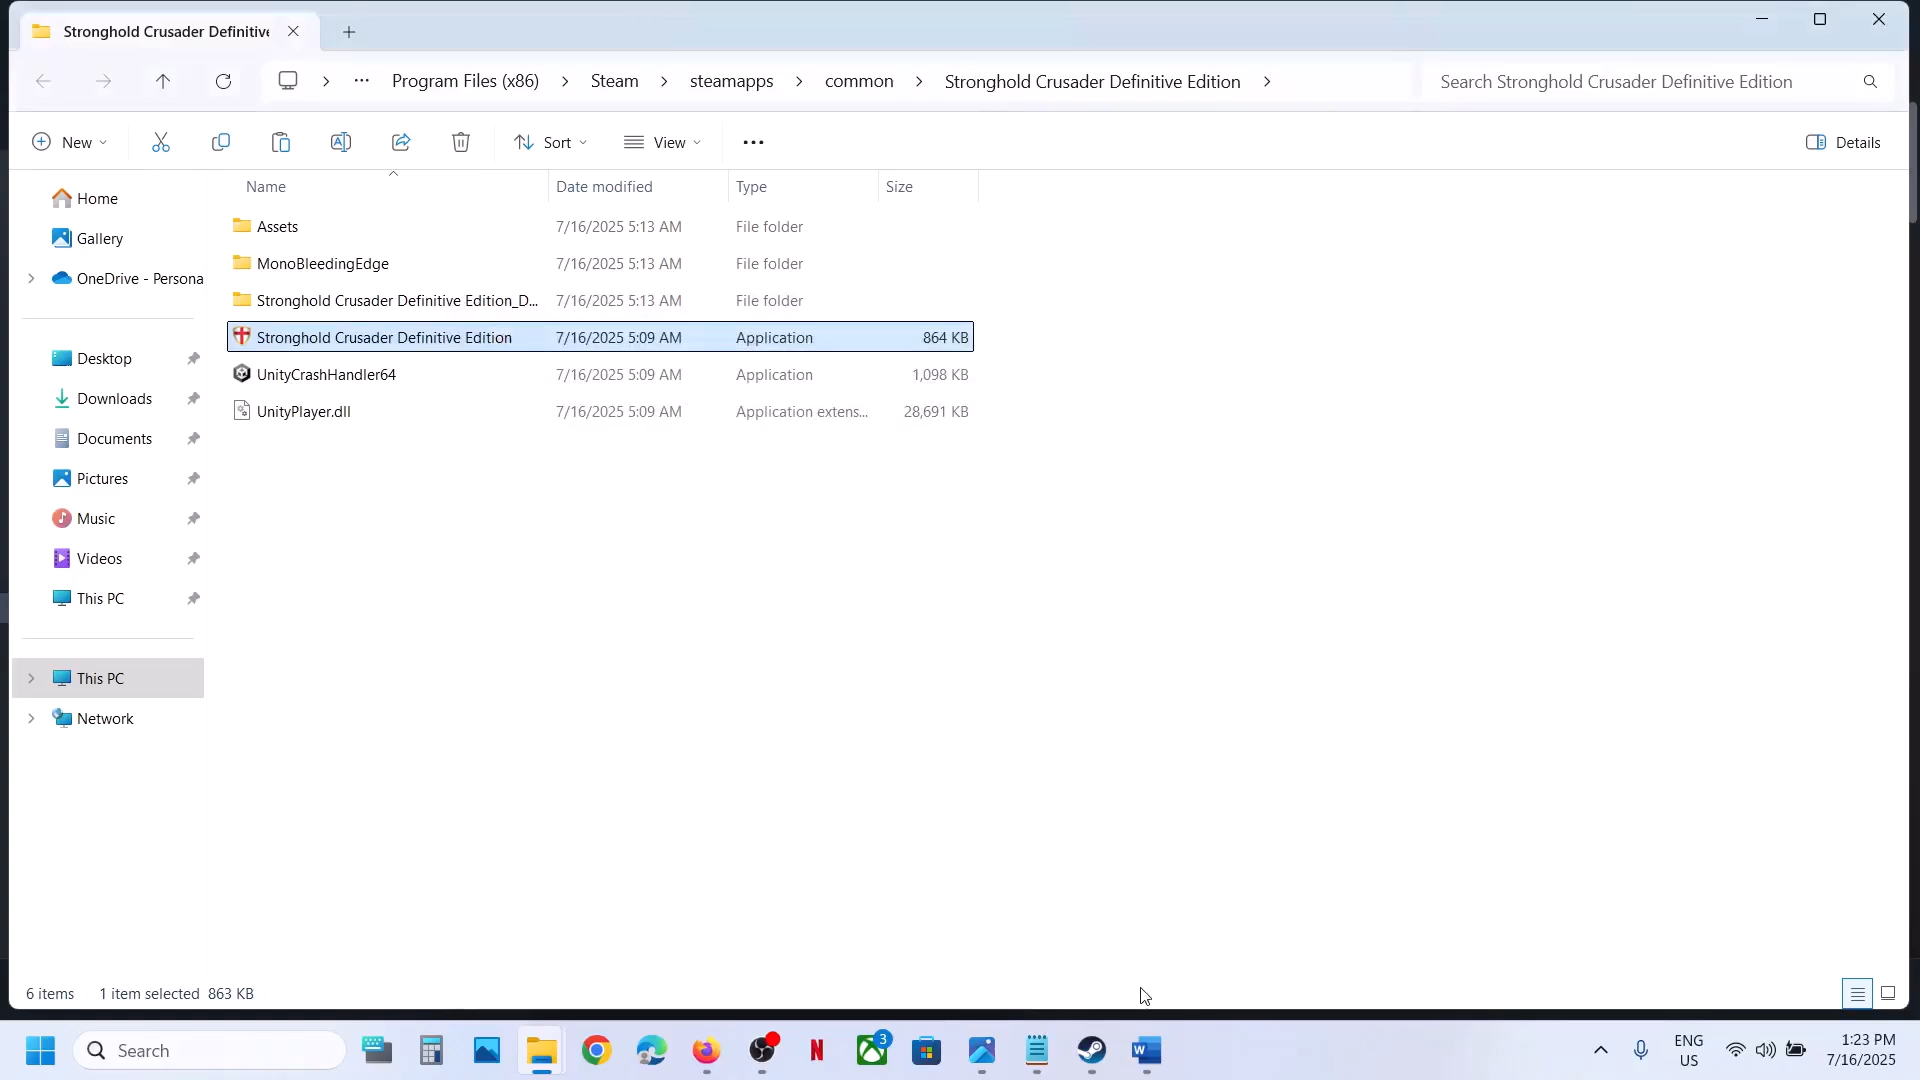 Stronghold Crusader Definitive
Program Files (x86) > Steam > steamapps > common > Stronghold Crusader Definitive Edition >
Search Stronghold Crusader Definitive Edition
New
Sort
View
Details
Name Date modified Type Size
Assets 7/16/2025 5:13 AM File folder
MonoBleedingEdge 7/16/2025 5:13 AM File folder
Stronghold Crusader Definitive Edition_D... 7/16/2025 5:13 AM File folder
Stronghold Crusader Definitive Edition 7/16/2025 5:09 AM Application 864 KB
UnityCrashHandler64 7/16/2025 5:09 AM Application 1,098 KB
UnityPlayer.dll 7/16/2025 5:09 AM Application extens... 28,691 KB
Home
Gallery
OneDrive - Persona
Desktop
Downloads
Documents
Pictures
Music
Videos
This PC
This PC
Network
6 items 1 item selected 863 KB
Search
3
ENG
US
1:23 PM
7/16/2025